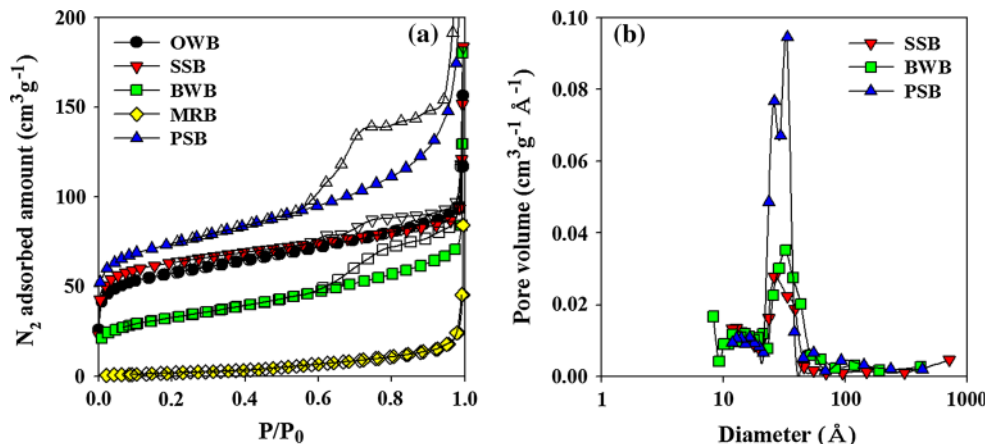 (a)
OWB
SSB
BWB
MRB
PSB
N2 adsorbed amount (cm3g-1)
200
150
100
50
0
0.0 0.2 0.4 0.6 0.8 1.0
P/P0
(b)
SSB
BWB
PSB
Pore volume (cm3g-1 Å-1)
0.10
0.08
0.06
0.04
0.02
0.00
1 10 100 1000
Diameter (Å)